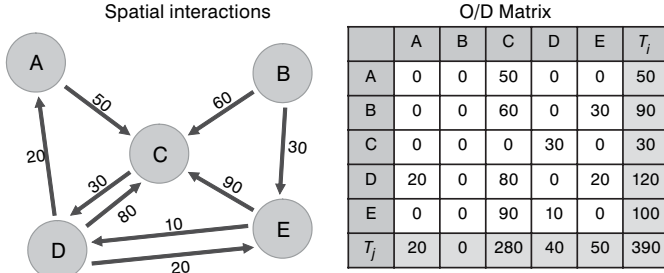 Spatial interactions
A
B
50
60
C
20
30
30
80
90
10
D
E
20
O/D Matrix
A B C D E Ti
A 0 0 50 0 0 50
B 0 0 60 0 30 90
C 0 0 0 30 0 30
D 20 0 80 0 20 120
E 0 0 90 10 0 100
Tj 20 0 280 40 50 390